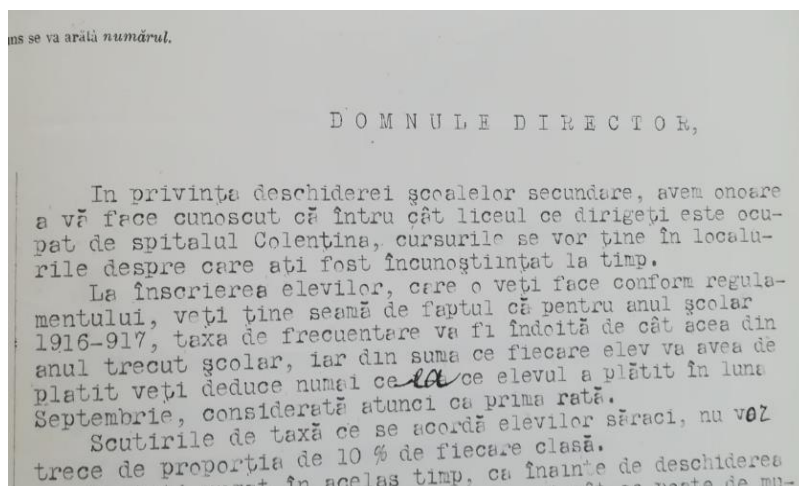 se va arăta numărul.
DOMNULE DIRECTOR,
In privința deschiderei școalelor secundare, avem onoare
a vă face cunoscut că întru cât liceul ce dirigeți este ocu-
pat de spitalul Colentina, cursurile se vor ține în localu-
rile despre care ați fost încunoștiințat la timp.
La înscrierea elevilor, care o veți face conform regula-
mentului, veți ține seamă de faptul că pentru anul școlar
1916-917, taxa de frecuentare va fi îndoită de cât acea din
anul trecut școlar, iar din suma ce fiecare elev va avea de
platit veți deduce numai ceea ce elevul a plătit în luna
Septembrie, considerată atunci ca prima rată.
Scutirile de taxă ce se acordă elevilor săraci, nu vor
trece de proporția de 10 % de fiecare clasă.
în acelaș timp, ca înainte de deschiderea
de mu-